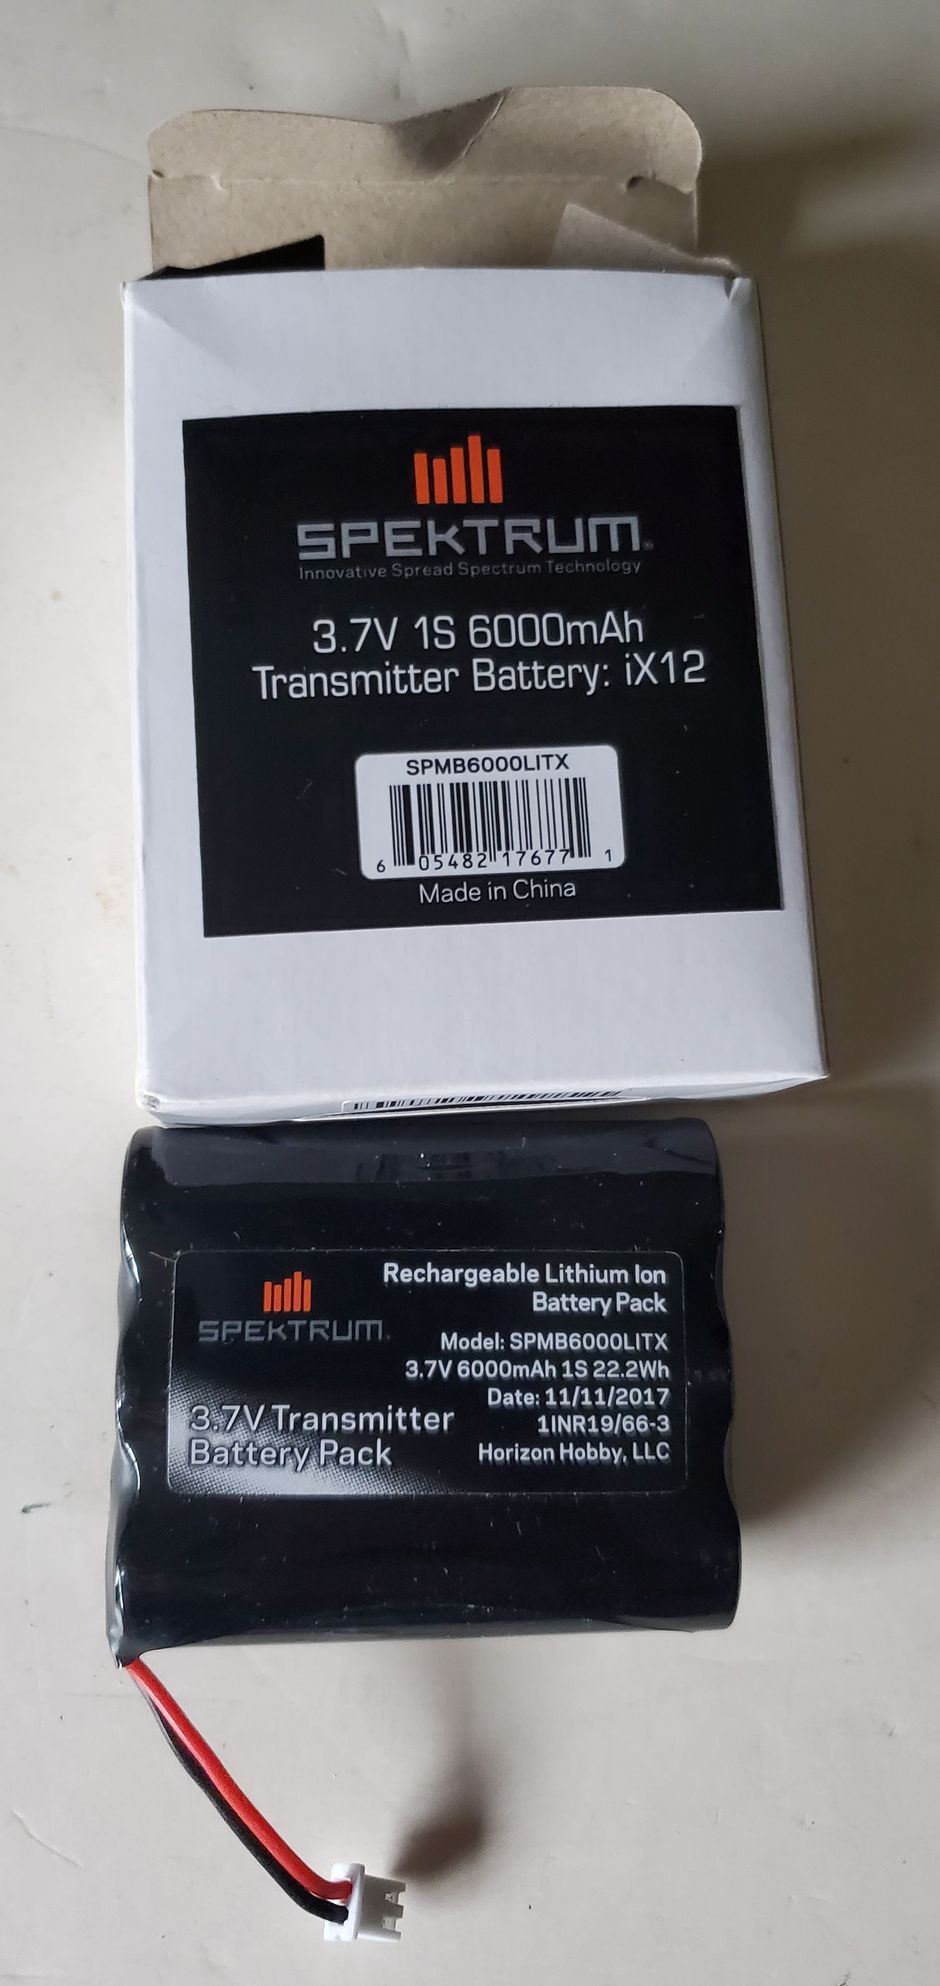 SPEKTRUM®
Innovative Spread Spectrum Technology
3.7V 1S 6000mAh
Transmitter Battery: iX12
SPMB6000LITX
6 05482 17677 1
Made in China
SPEKTRUM
3.7V Transmitter
Battery Pack
Rechargeable Lithium Ion
Battery Pack
Model: SPMB6000LITX
3.7V 6000mAh 1S 22.2Wh
Date: 11/11/2017
1INR19/66-3
Horizon Hobby, LLC